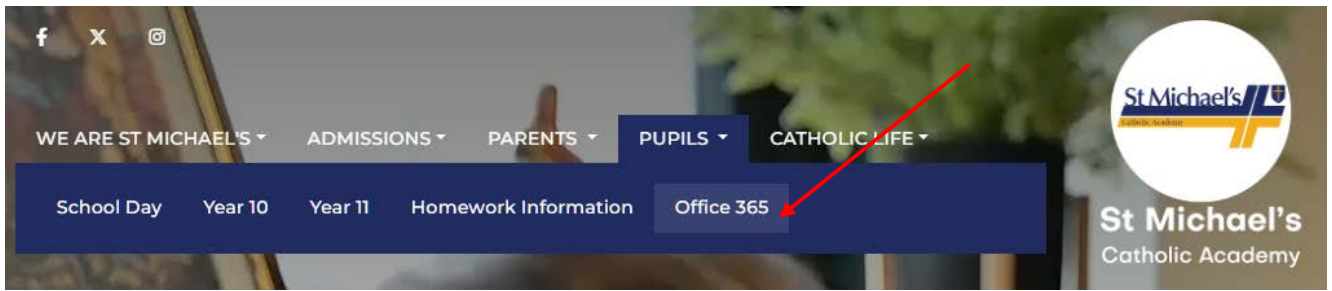 f X
WE ARE ST MICHAEL'S ADMISSIONS PARENTS PUPILS CATHOLIC LIFE
School Day Year 10 Year 11 Homework Information Office 365
St Michael's
Catholic Academy
St Michael's
Catholic Academy